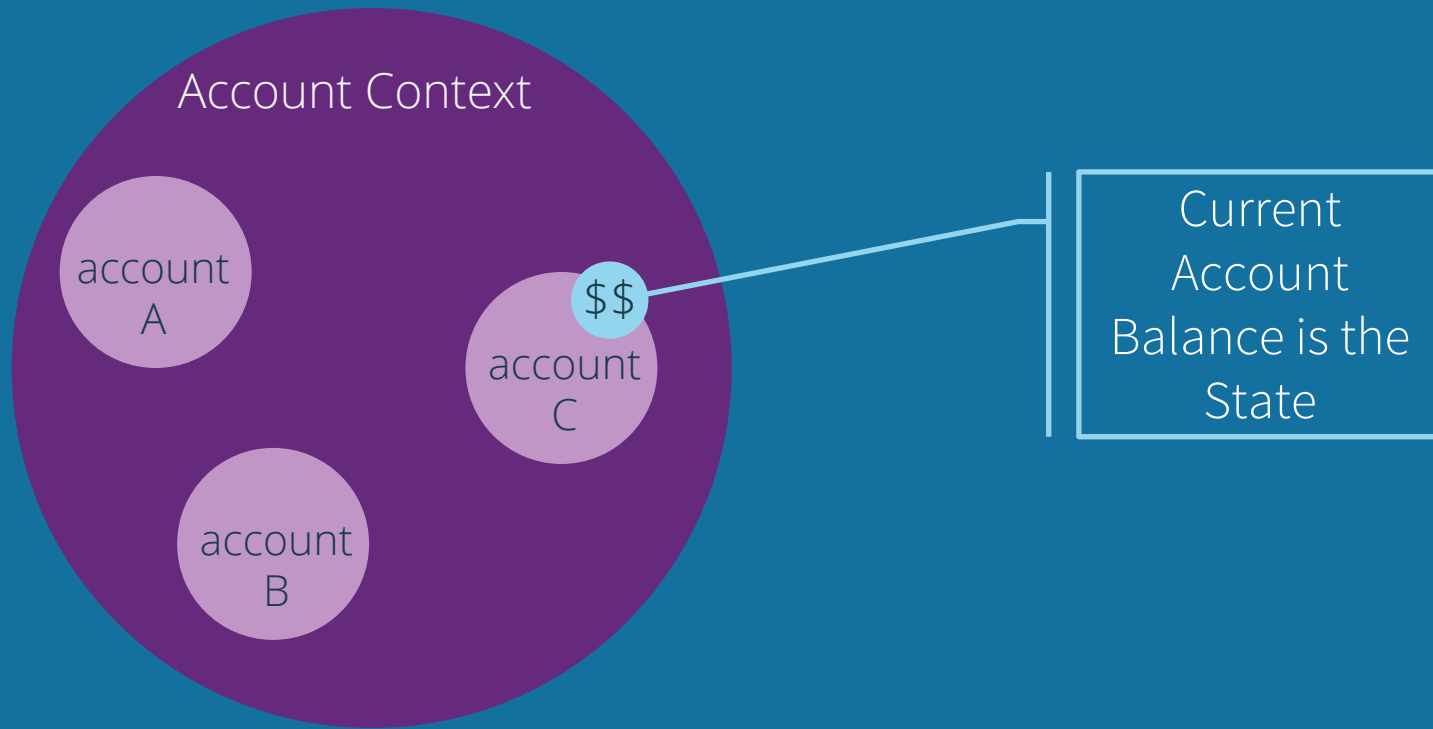 Account Context
account
A
$$
account
C
account
B
Current
Account
Balance is the
State